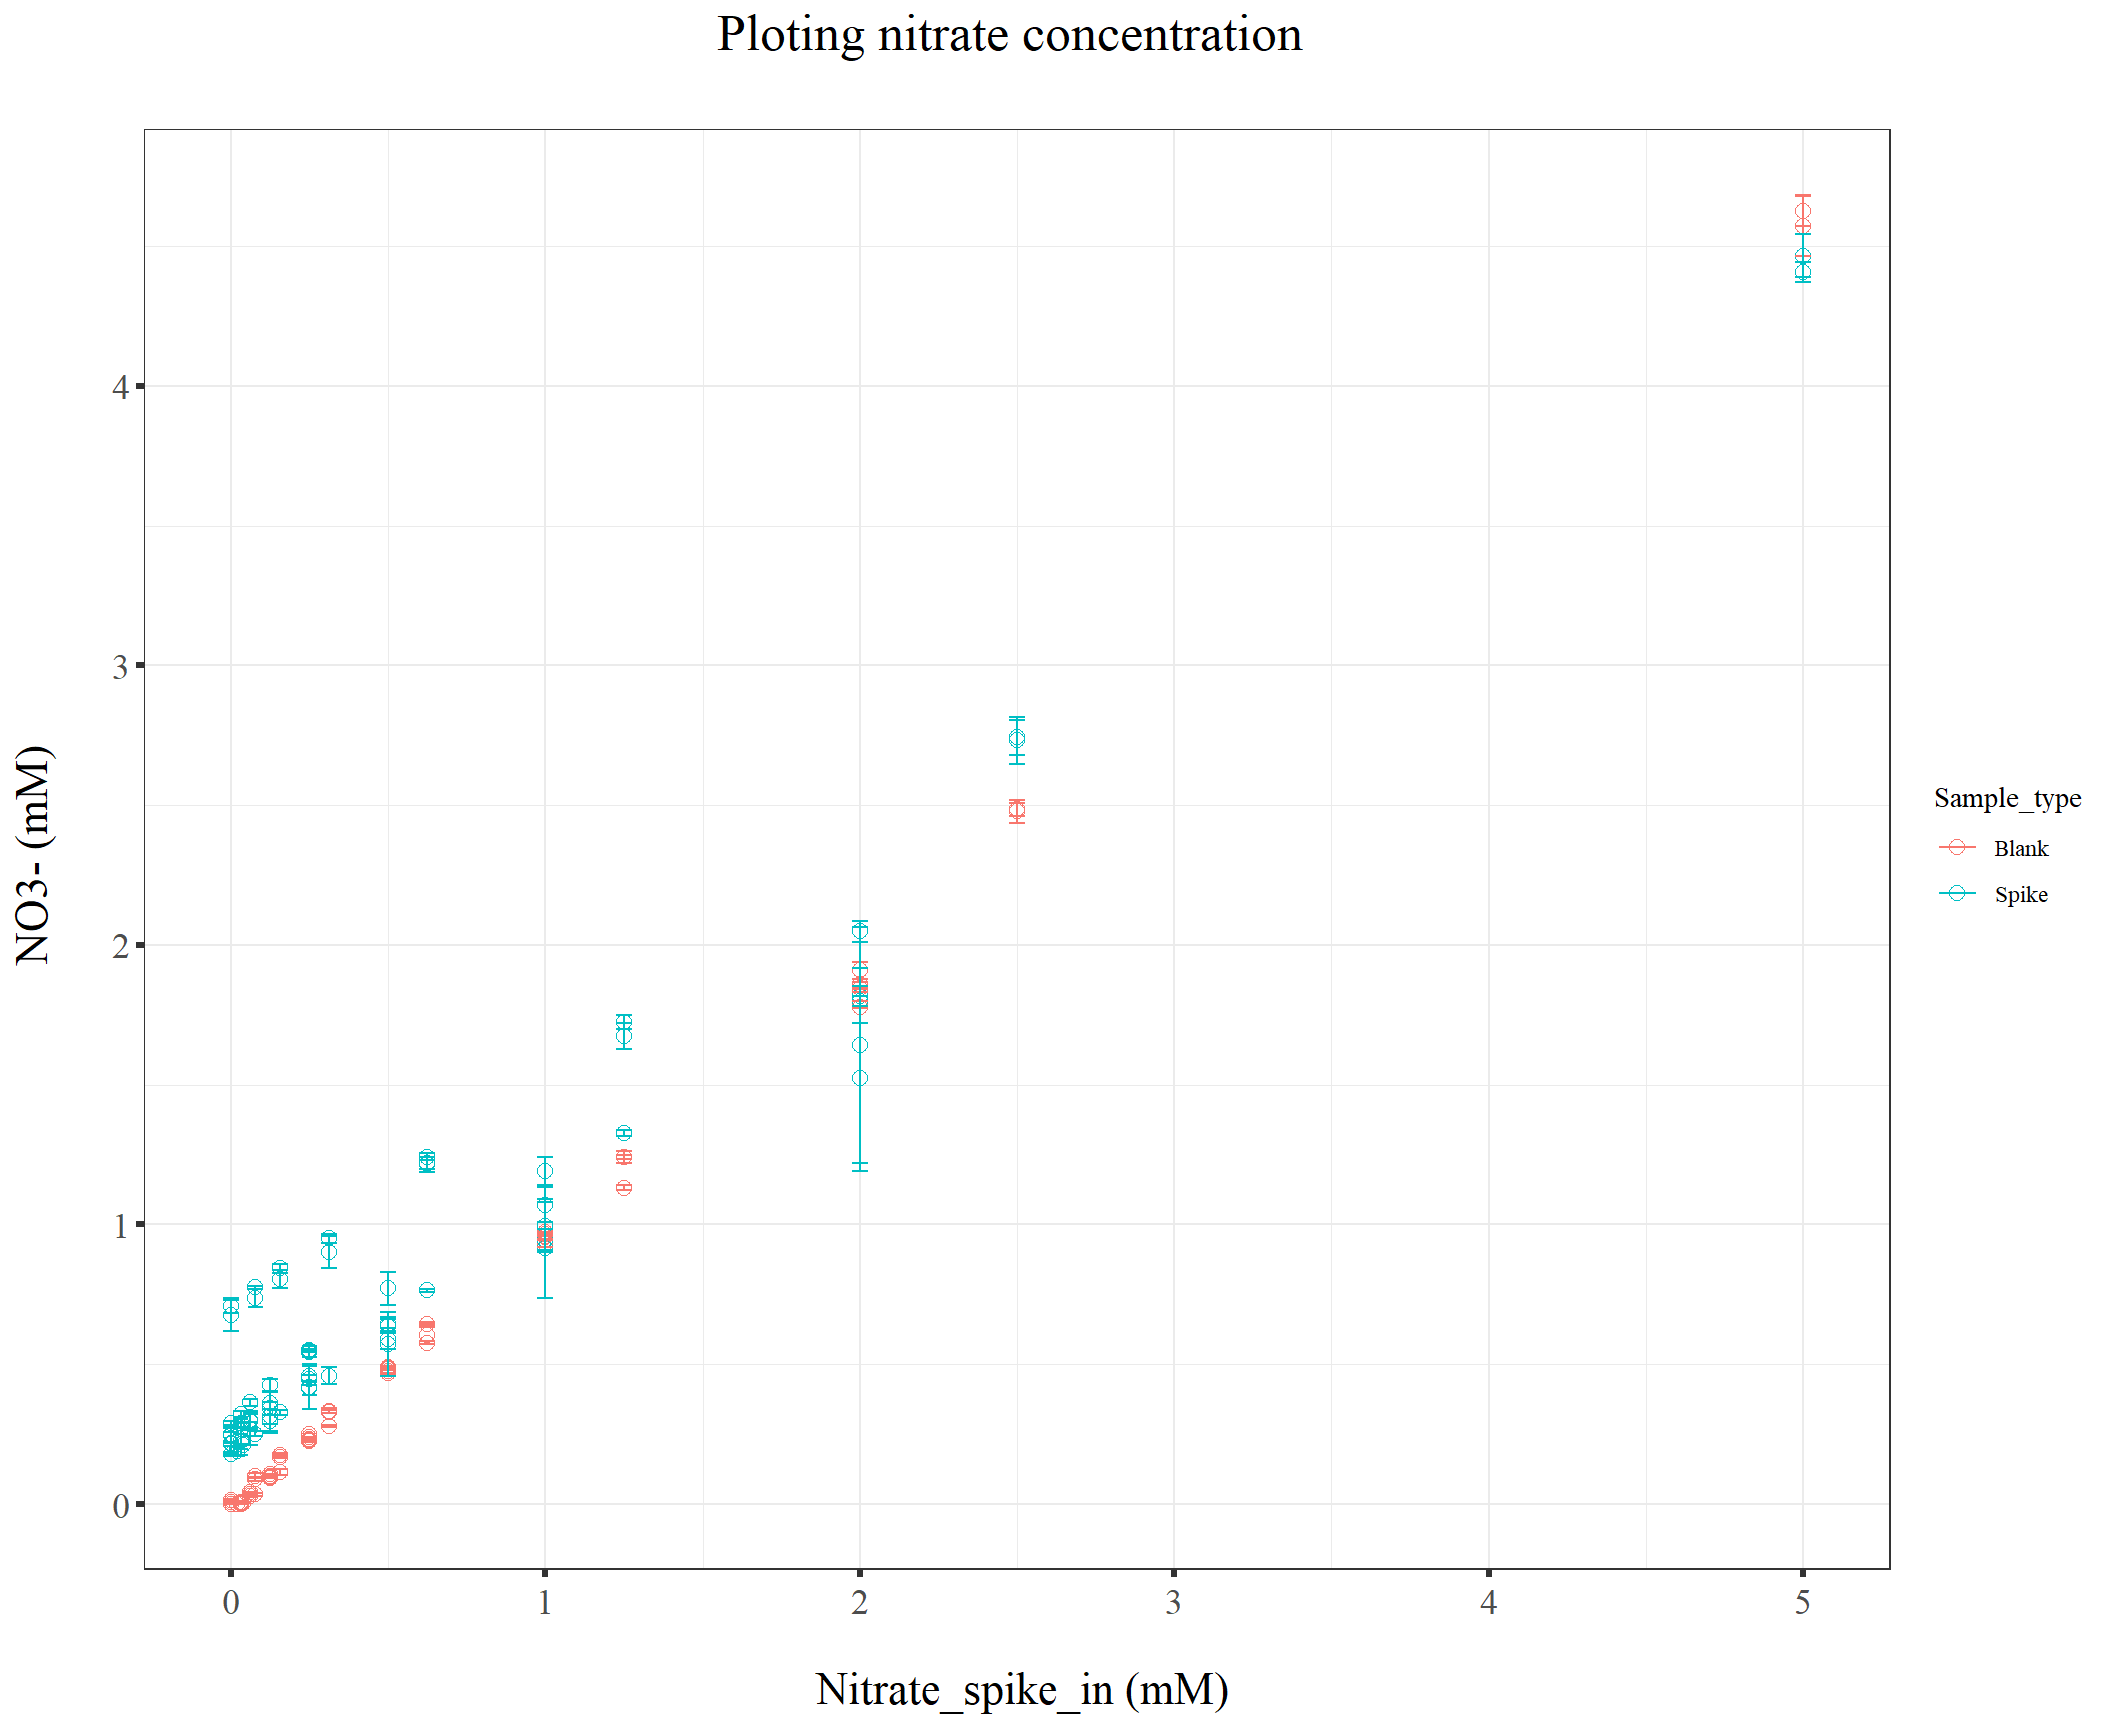 Ploting nitrate concentration
NO3- (mM)
4
3
2
1
0
0 1 2 3 4 5
Nitrate_spike_in (mM)
Sample_type
Blank
Spike